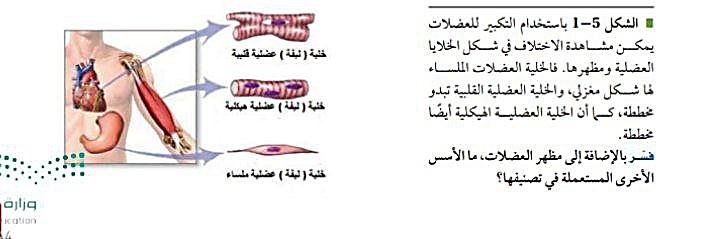 الشكل 5-1 باستخدام التكبير للعضلات
يمكن مشاهدة الاختلاف في شكل الخلايا
العضلية ومظهرها. فالخلية العضلات الملساء
لها شكل مغزلي، والخلية العضلية القلبية تبدو
مخططة، كما أن الخلية العضلية الهيكلية أيضًا
مخططة.
فسّر بالإضافة إلى مظهر العضلات، ما الأسس
الأخرى المستعملة في تصنيفها؟
خلية ( ليفة ) عضلية قلبية
خلية ( ليفة ) عضلية هيكلية
خلية ( ليفة ) عضلية ملساء
وزارة
ucation